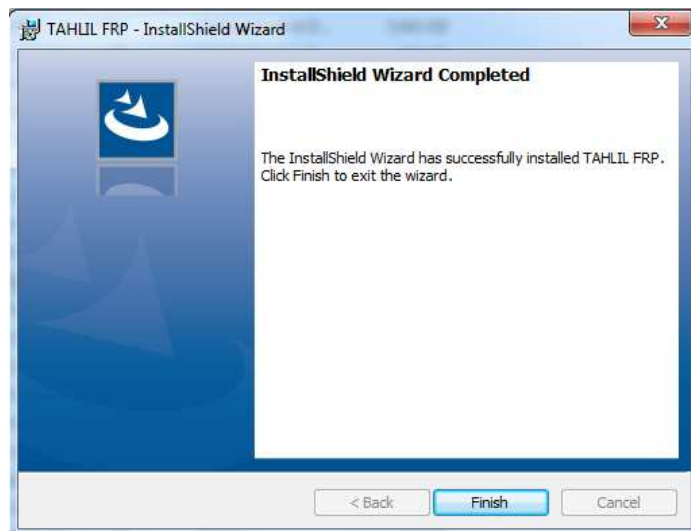 TAHLIL FRP - InstallShield Wizard
InstallShield Wizard Completed
The InstallShield Wizard has successfully installed TAHLIL FRP.
Click Finish to exit the wizard.
< Back
Finish
Cancel